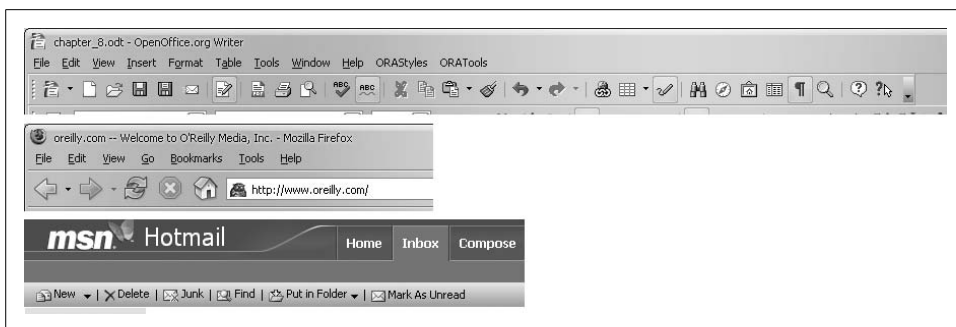 chapter_8.odt - OpenOffice.org Writer
File Edit View Insert Format Table Tools Window Help ORAStyles ORATools
ABC ABC
oreilly.com -- Welcome to O'Reilly Media, Inc. - Mozilla Firefox
File Edit View Go Bookmarks Tools Help
http://www.oreilly.com/
msn Hotmail Home Inbox Compose
New | Delete | Junk | Find | Put in Folder | Mark As Unread